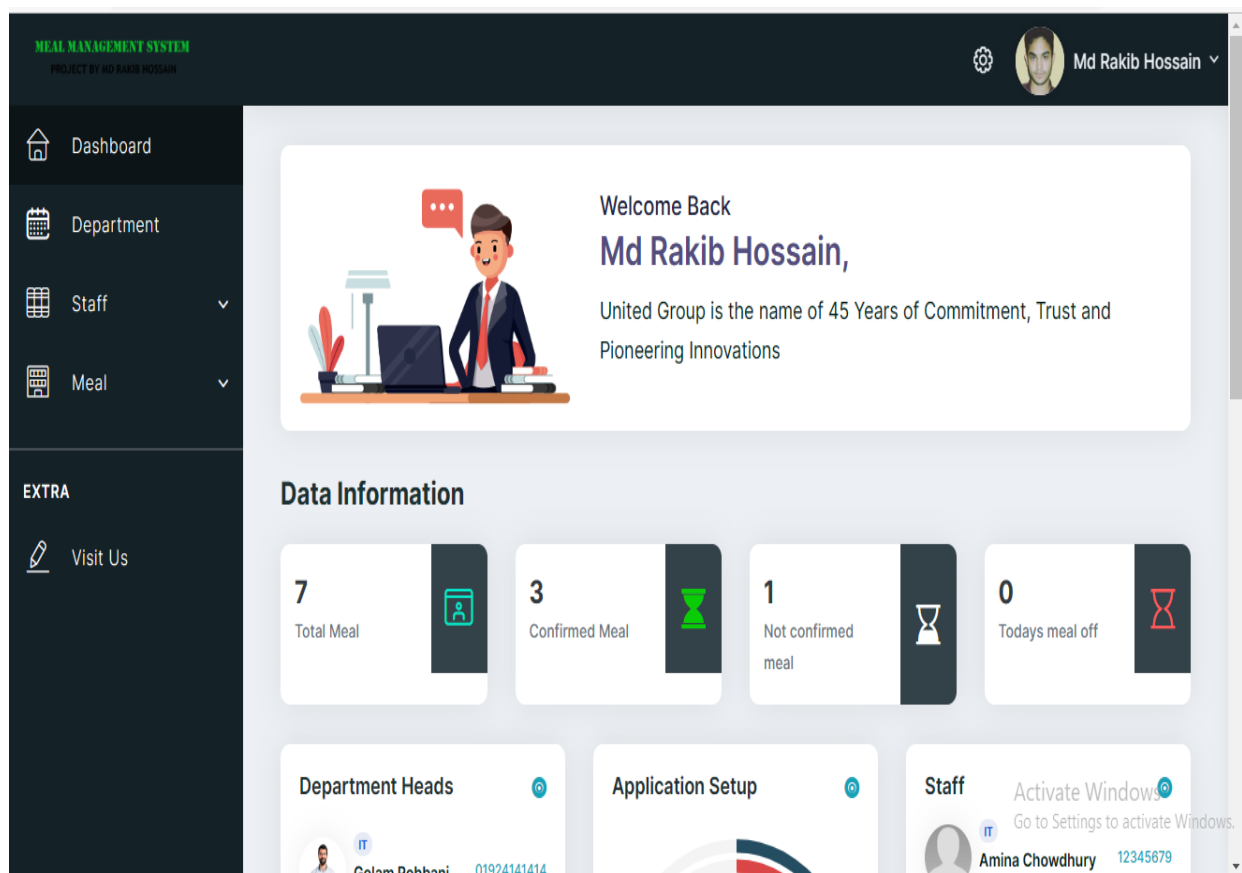 MEAL MANAGEMENT SYSTEM
PROJECT BY MD RAKIB HOSSAIN
Md Rakib Hossain
Dashboard
Department
Staff
Meal
EXTRA
Visit Us
Welcome Back
Md Rakib Hossain,
United Group is the name of 45 Years of Commitment, Trust and
Pioneering Innovations
Data Information
7
Total Meal
3
Confirmed Meal
1
Not confirmed
meal
0
Todays meal off
Department Heads
IT
Golam Robbani 01924141414
Application Setup
Staff
IT
Amina Chowdhury 12345679
Activate Windows
Go to Settings to activate Windows.